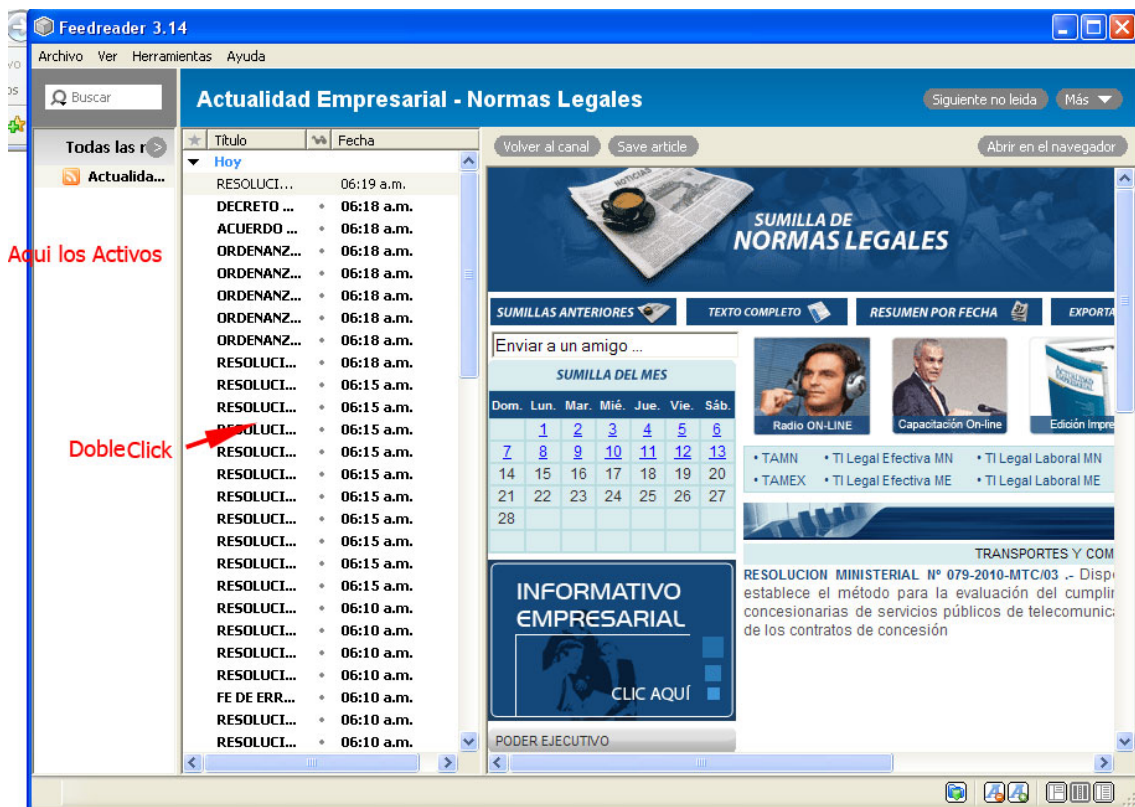 Feedreader 3.14
Archivo Ver Herramientas Ayuda
Buscar
Actualidad Empresarial - Normas Legales
Siguiente no leida Más
Todas las r
Actualida...
Aqui los Activos
Doble Click
Título Fecha
Hoy
RESOLUCI... 06:19 a.m.
DECRETO ... 06:18 a.m.
ACUERDO ... 06:18 a.m.
ORDENANZ... 06:18 a.m.
ORDENANZ... 06:18 a.m.
ORDENANZ... 06:18 a.m.
ORDENANZ... 06:18 a.m.
ORDENANZ... 06:18 a.m.
RESOLUCI... 06:18 a.m.
RESOLUCI... 06:15 a.m.
RESOLUCI... 06:15 a.m.
RESOLUCI... 06:15 a.m.
RESOLUCI... 06:15 a.m.
RESOLUCI... 06:15 a.m.
RESOLUCI... 06:15 a.m.
RESOLUCI... 06:15 a.m.
RESOLUCI... 06:15 a.m.
RESOLUCI... 06:15 a.m.
RESOLUCI... 06:15 a.m.
RESOLUCI... 06:10 a.m.
RESOLUCI... 06:10 a.m.
RESOLUCI... 06:10 a.m.
RESOLUCI... 06:10 a.m.
FE DE ERR... 06:10 a.m.
RESOLUCI... 06:10 a.m.
RESOLUCI... 06:10 a.m.
Volver al canal Save article Abrir en el navegador
NOTICIAS
SUMILLA DE
NORMAS LEGALES
SUMILLAS ANTERIORES TEXTO COMPLETO RESUMEN POR FECHA EXPORTA
Enviar a un amigo ...
SUMILLA DEL MES
Dom. Lun. Mar. Mié. Jue. Vie. Sáb.
1 2 3 4 5 6
7 8 9 10 11 12 13
14 15 16 17 18 19 20
21 22 23 24 25 26 27
28
INFORMATIVO
EMPRESARIAL
CLIC AQUÍ
PODER EJECUTIVO
Radio ON-LINE Capacitación On-line Edición Impre
• TAMN • TI Legal Efectiva MN • TI Legal Laboral MN
• TAMEX • TI Legal Efectiva ME • TI Legal Laboral ME
TRANSPORTES Y COM
RESOLUCION MINISTERIAL Nº 079-2010-MTC/03 .- Disp
establece el método para la evaluación del cumplir
concesionarias de servicios públicos de telecomunic
de los contratos de concesión